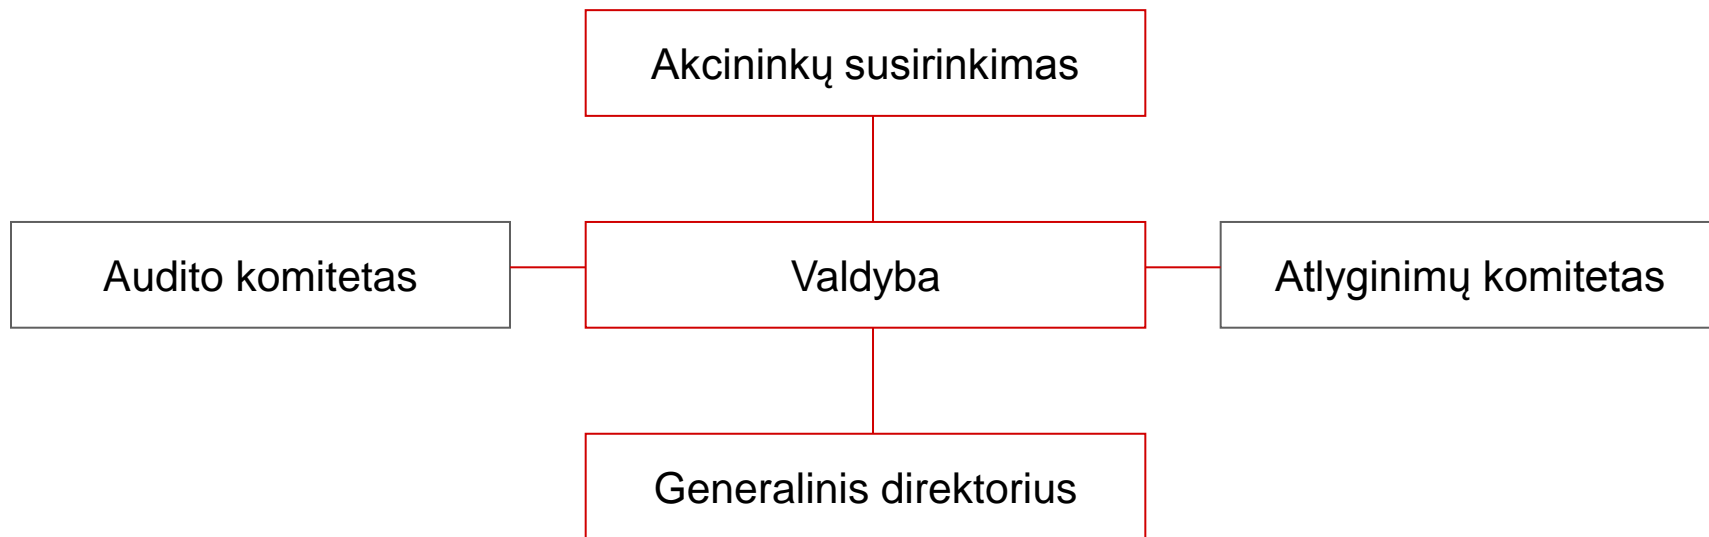 Akcininkų susirinkimas
Audito komitetas
Valdyba
Atlyginimų komitetas
Generalinis direktorius